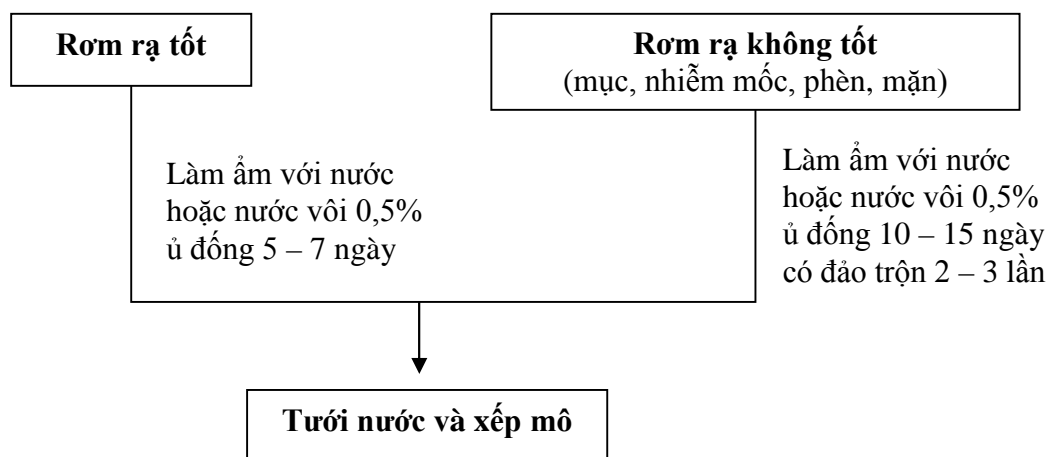 Rơm rạ tốt
Rơm rạ không tốt
(mục, nhiễm mốc, phèn, mặn)
Làm ẩm với nước
hoặc nước vôi 0,5%
ủ đống 5 – 7 ngày
Làm ẩm với nước
hoặc nước vôi 0,5%
ủ đống 10 – 15 ngày
có đảo trộn 2 – 3 lần
Tưới nước và xếp mô